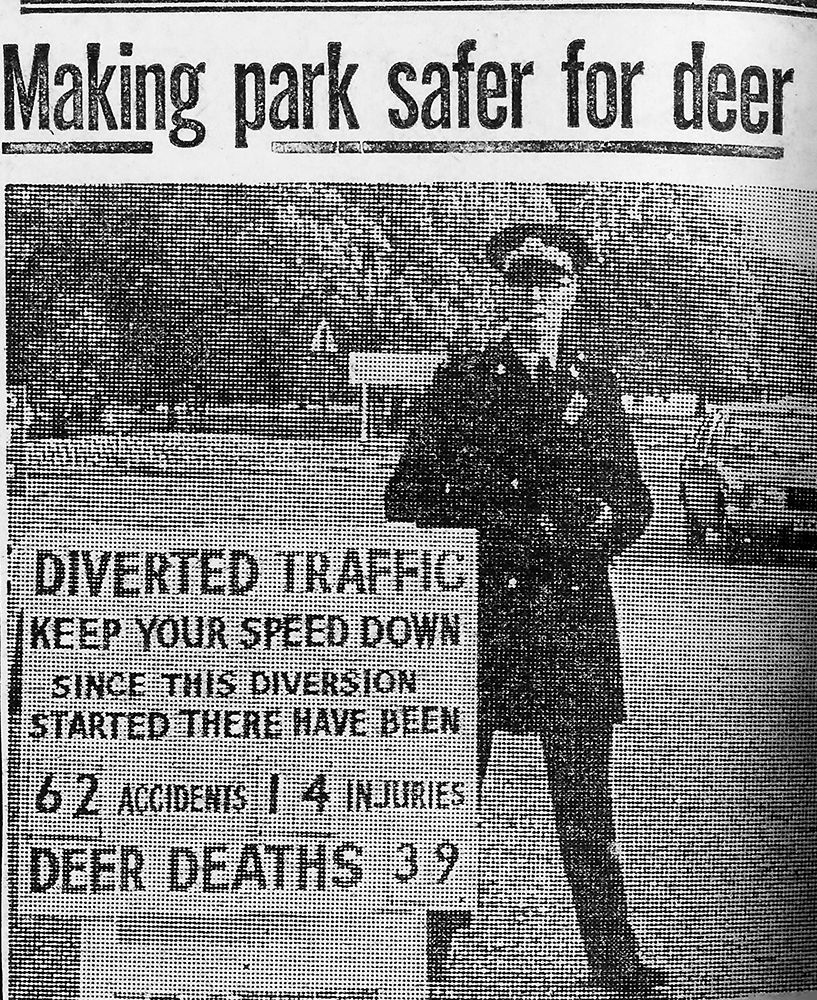 Making park safer for deer
DIVERTED TRAFFIC
KEEP YOUR SPEED DOWN
SINCE THIS DIVERSION
STARTED THERE HAVE BEEN
62 ACCIDENTS 14 INJURIES
DEER DEATHS 39